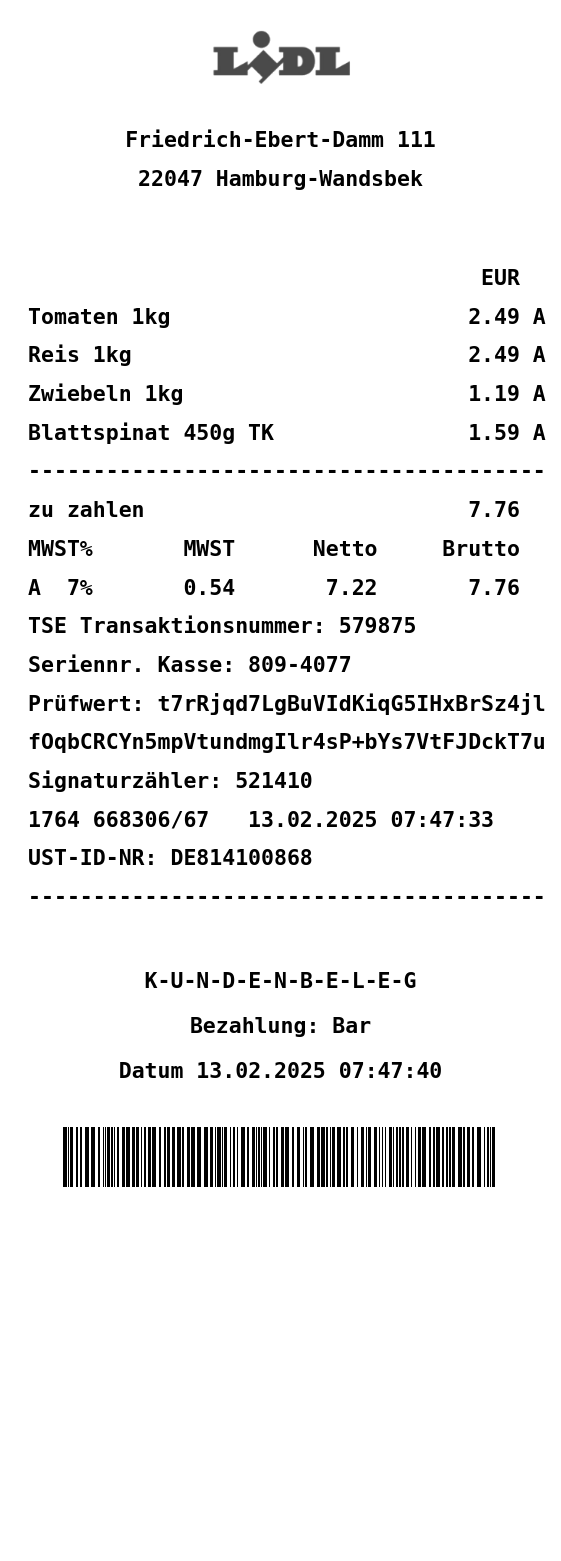 LIDL
Friedrich-Ebert-Damm 111
22047 Hamburg-Wandsbek
EUR
Tomaten 1kg 2.49 A
Reis 1kg 2.49 A
Zwiebeln 1kg 1.19 A
Blattspinat 450g TK 1.59 A
----------------------------------------
zu zahlen 7.76
MWST% MWST Netto Brutto
A 7% 0.54 7.22 7.76
TSE Transaktionsnummer: 579875
Seriennr. Kasse: 809-4077
Prüfwert: t7rRjqd7LgBuVIdKiqG5IHxBrSz4jl
fOqbCRCYn5mpVtundmgIlr4sP+bYs7VtFJDckT7u
Signaturzähler: 521410
1764 668306/67 13.02.2025 07:47:33
UST-ID-NR: DE814100868
----------------------------------------
K-U-N-D-E-N-B-E-L-E-G
Bezahlung: Bar
Datum 13.02.2025 07:47:40